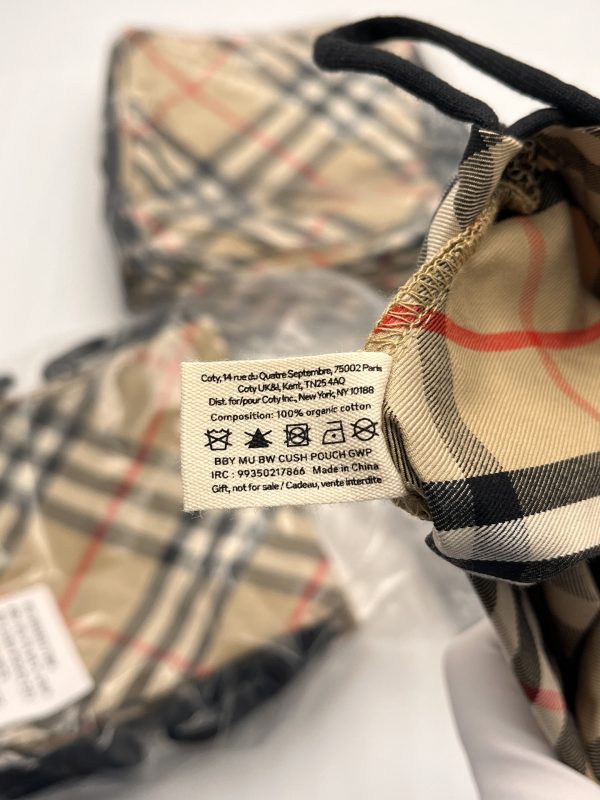 Coty, 14 rue du Quatre Septembre, 75002 Paris
Coty UK&I, Kent, TN25 4AQ
Dist. for/pour Coty Inc., New York, NY 10188
Composition: 100% organic cotton
BBY MU BW CUSH POUCH GWP
IRC : 99350217866 Made in China
Gift, not for sale / Cadeau, vente interdite